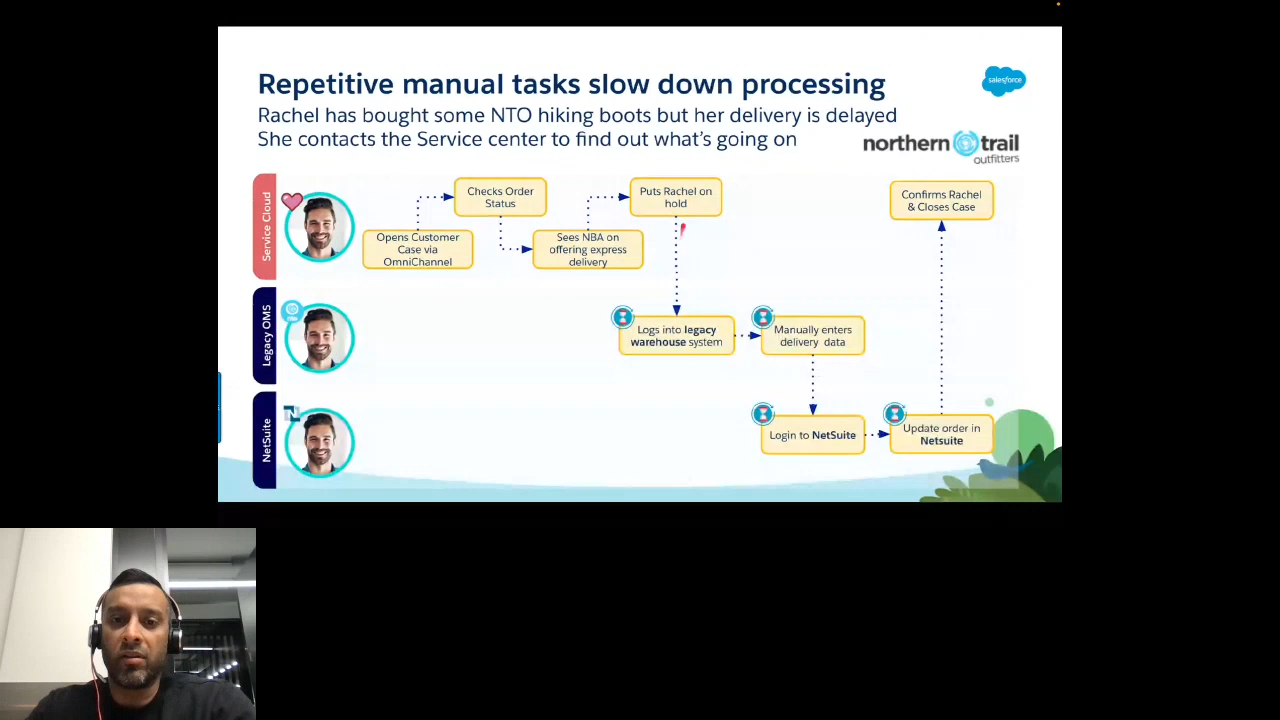 Repetitive manual tasks slow down processing
salesforce
Rachel has bought some NTO hiking boots but her delivery is delayed
She contacts the Service center to find out what's going on
northern trail
outfitters
Service Cloud
Opens Customer
Case via
OmniChannel
Checks Order
Status
Sees NBA on
offering express
delivery
Puts Rachel on
hold
Confirms Rachel
& Closes Case
Legacy OMS
Logs into legacy
warehouse system
Manually enters
delivery data
NetSuite
N
Login to NetSuite
Update order in
Netsuite